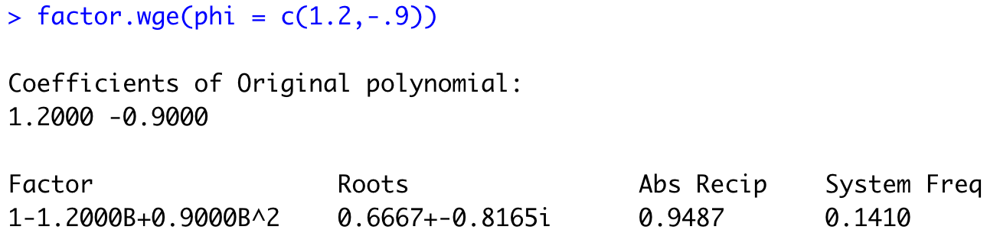 > factor.wge(phi = c(1.2,-.9))
Coefficients of Original polynomial:
1.2000 -0.9000
Factor Roots Abs Recip System Freq
1-1.2000B+0.9000B^2 0.6667+-0.8165i 0.9487 0.1410